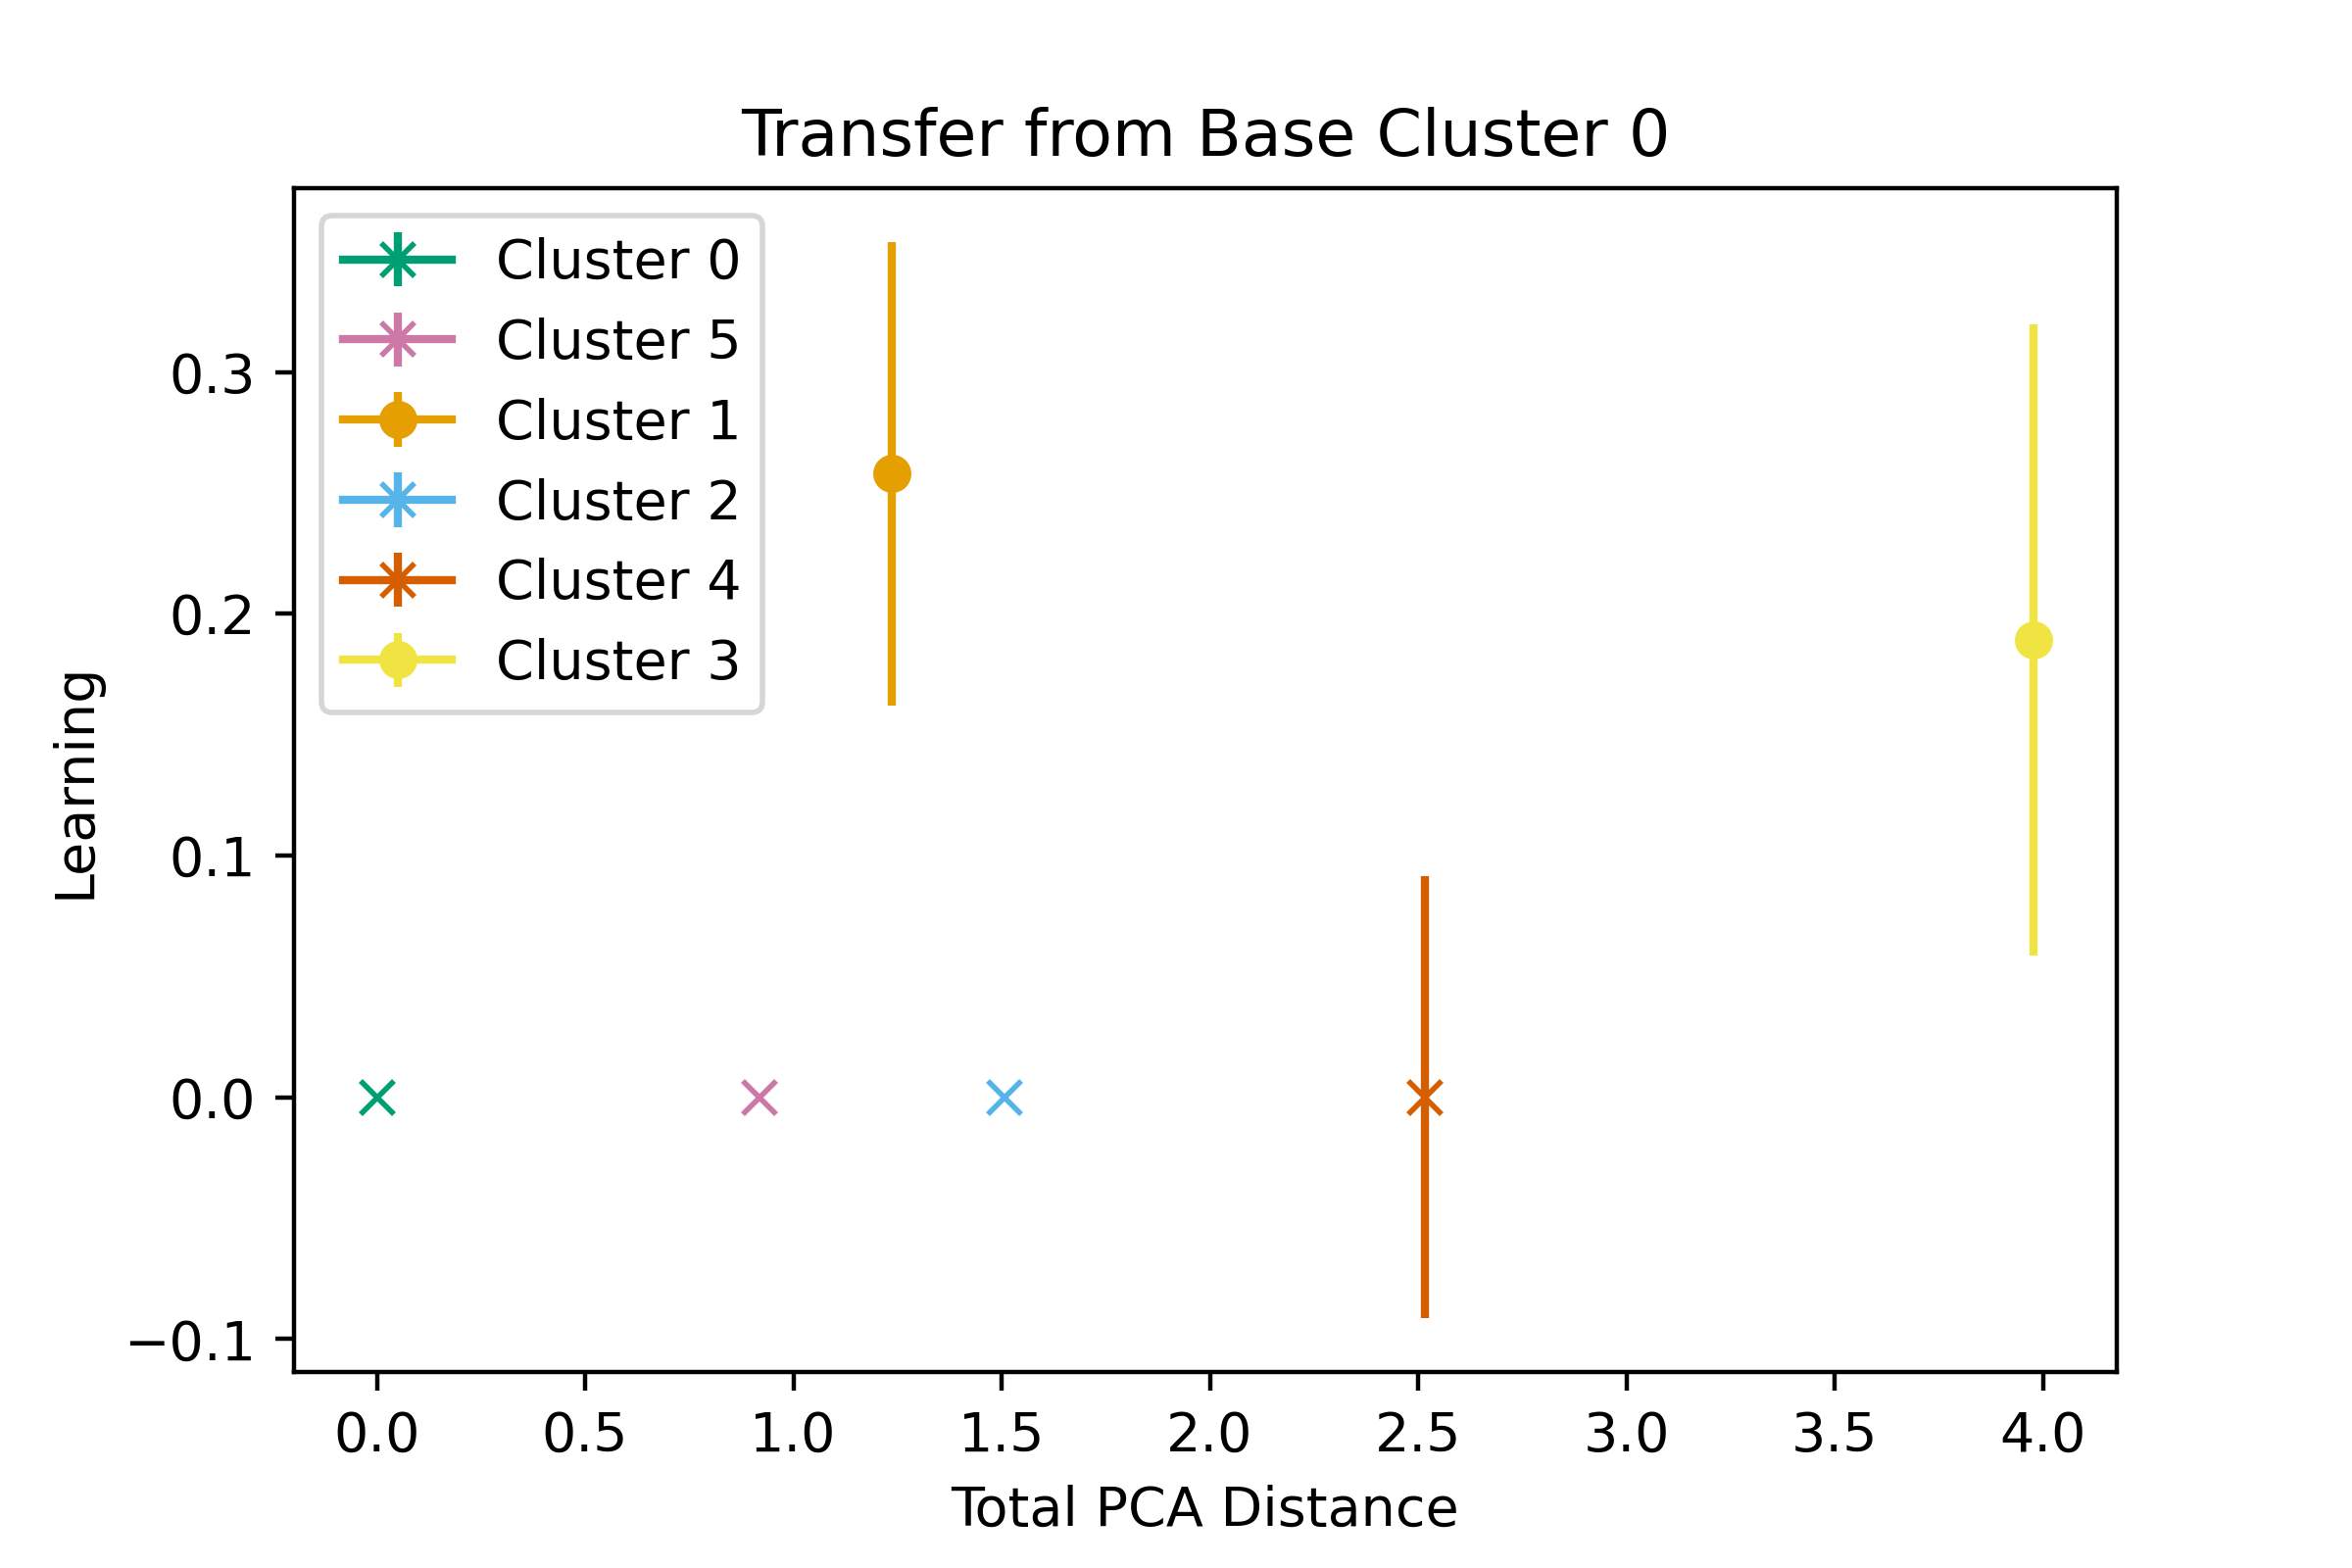 Transfer from Base Cluster 0
Cluster 0
Cluster 5
Cluster 1
Cluster 2
Cluster 4
Cluster 3
Learning
0.3
0.2
0.1
0.0
−0.1
0.0 0.5 1.0 1.5 2.0 2.5 3.0 3.5 4.0
Total PCA Distance